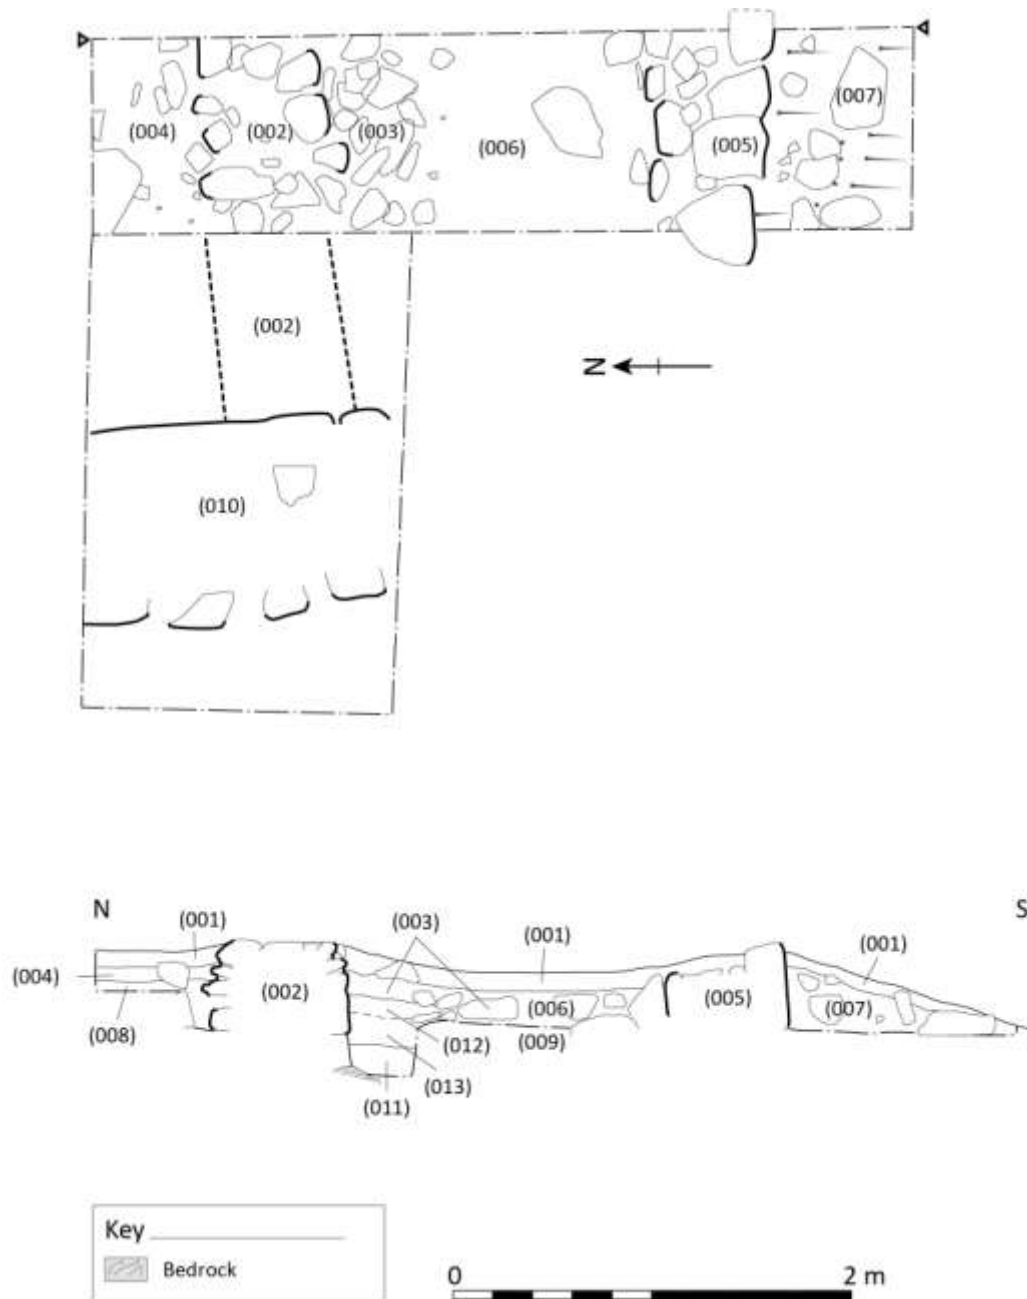 (004) (002) (003) (006) (005) (007)
(002)
N
(010)
N S
(001) (003) (001) (001)
(004) (002) (006) (005) (007)
(008) (012) (009)
(013)
(011)
Key
Bedrock
0 2 m